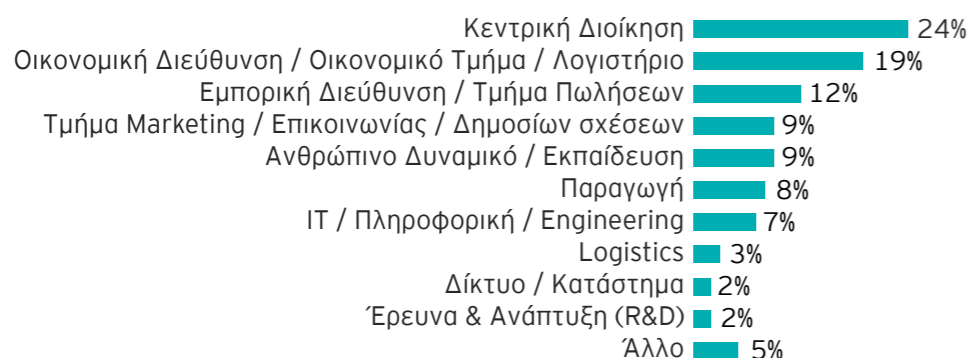 Κεντρική Διοίκηση 24%
Οικονομική Διεύθυνση / Οικονομικό Τμήμα / Λογιστήριο 19%
Εμπορική Διεύθυνση / Τμήμα Πωλήσεων 12%
Τμήμα Marketing / Επικοινωνίας / Δημοσίων σχέσεων 9%
Ανθρώπινο Δυναμικό / Εκπαίδευση 9%
Παραγωγή 8%
IT / Πληροφορική / Engineering 7%
Logistics 3%
Δίκτυο / Κατάστημα 2%
Έρευνα & Ανάπτυξη (R&D) 2%
Άλλο 5%